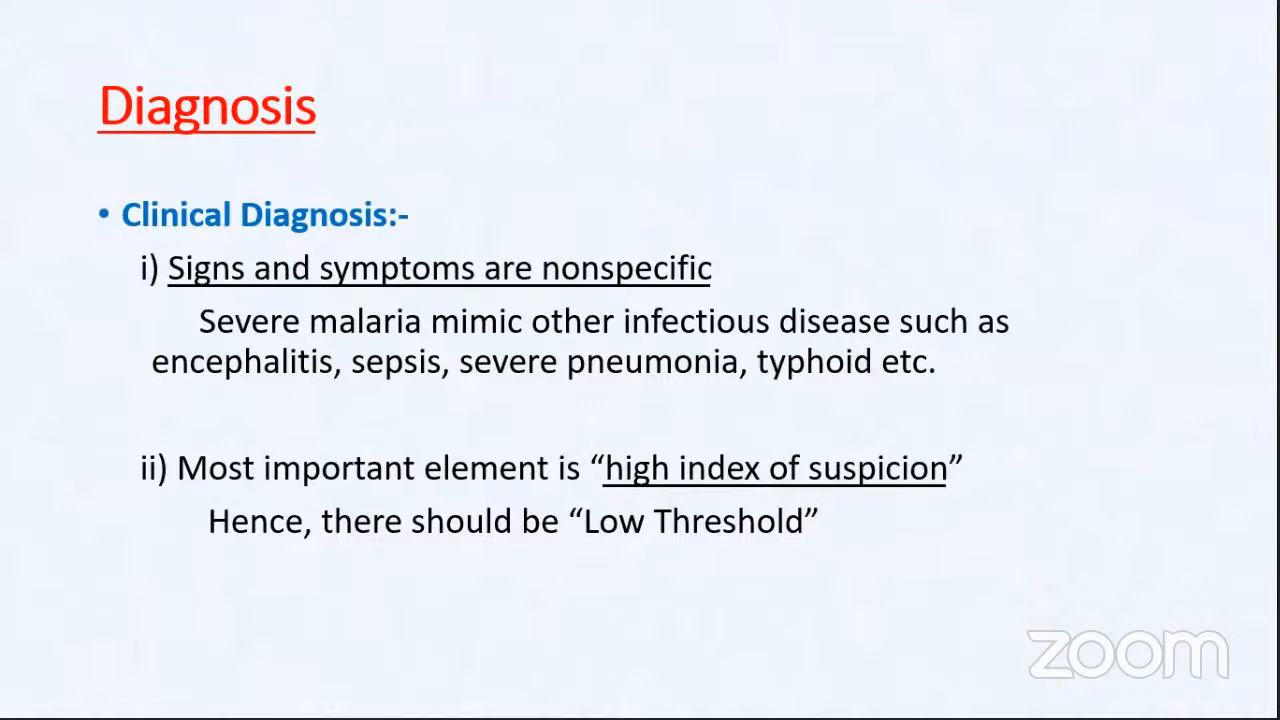 Diagnosis
• Clinical Diagnosis:-
i) Signs and symptoms are nonspecific
Severe malaria mimic other infectious disease such as
encephalitis, sepsis, severe pneumonia, typhoid etc.
ii) Most important element is “high index of suspicion”
Hence, there should be “Low Threshold”
zoom